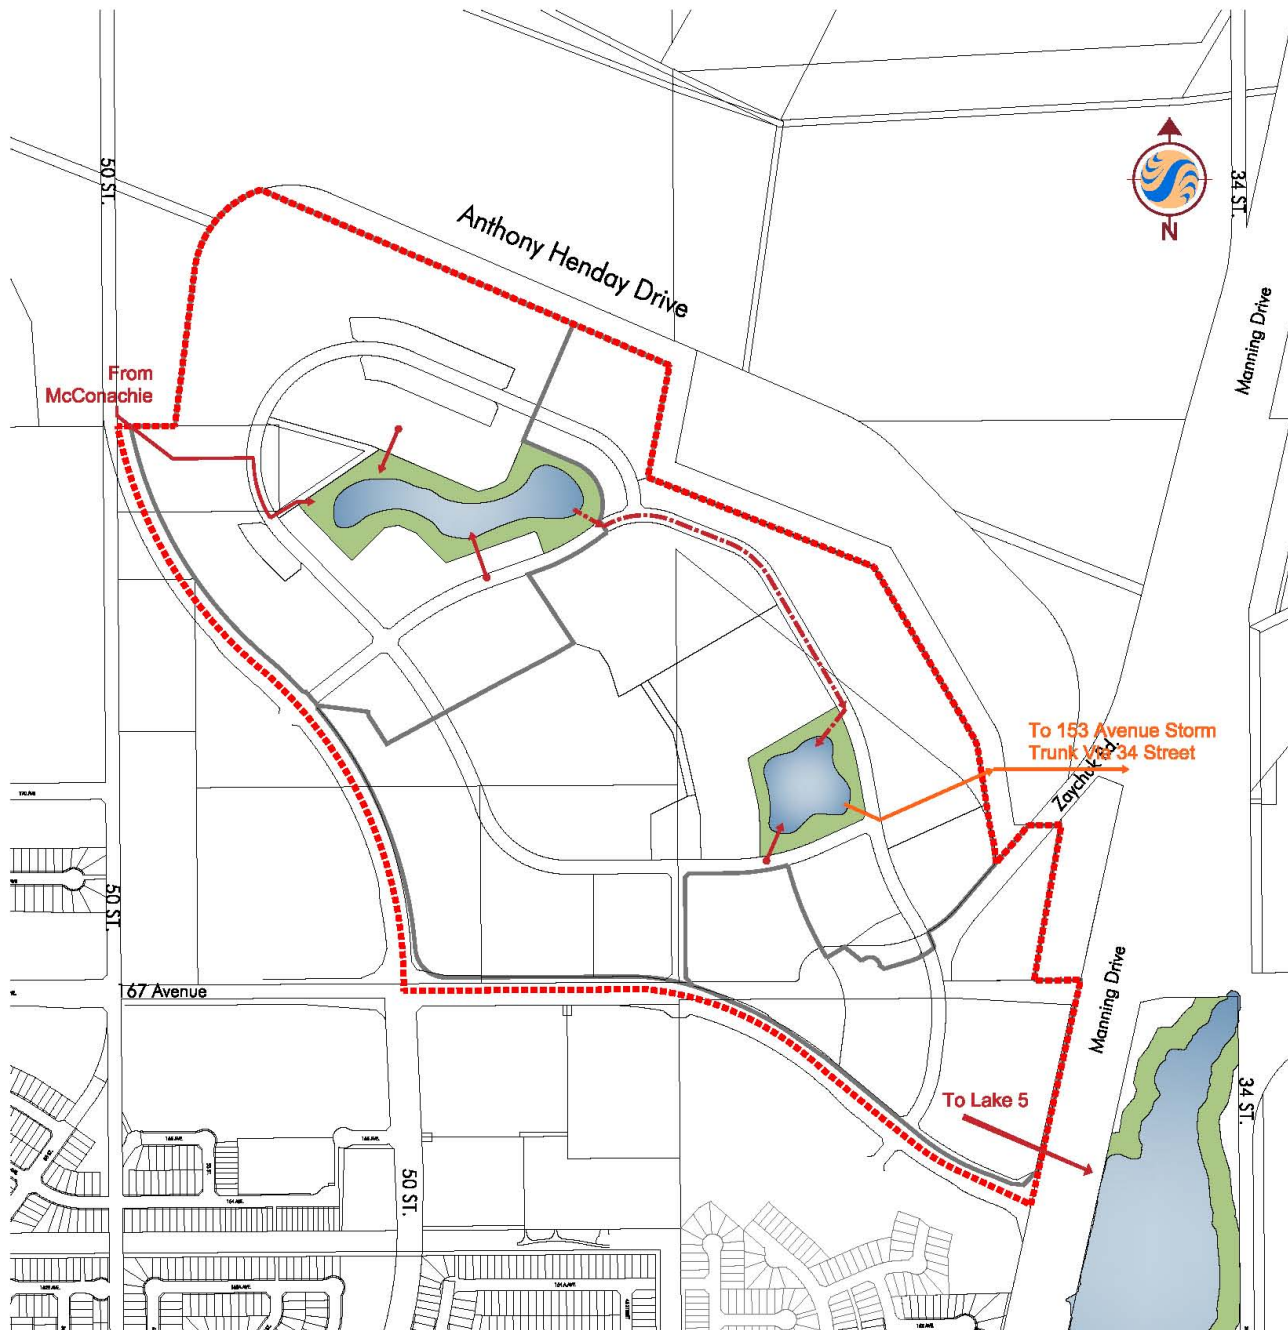 50 ST.
34 ST.
N
Anthony Henday Drive
Manning Drive
From
McConachie
To 153 Avenue Storm
Trunk Via 34 Street
Zaychuk Rd.
50 ST.
67 Avenue
Manning Drive
To Lake 5
34 ST.
50 ST.